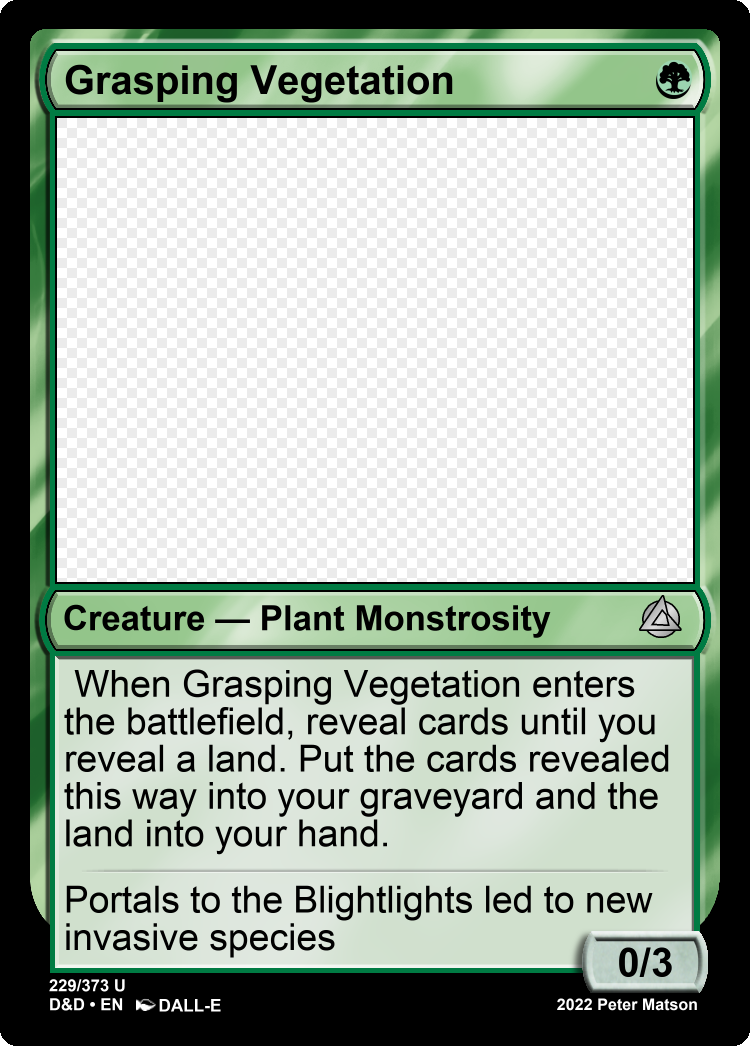 Grasping Vegetation
Creature — Plant Monstrosity
When Grasping Vegetation enters
the battlefield, reveal cards until you
reveal a land. Put the cards revealed
this way into your graveyard and the
land into your hand.
Portals to the Blightlights led to new
invasive species
0/3
229/373 U
D&D • EN DALL-E
2022 Peter Matson